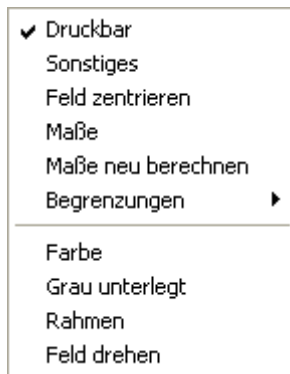 Druckbar
Sonstiges
Feld zentrieren
Maße
Maße neu berechnen
Begrenzungen
Farbe
Grau unterlegt
Rahmen
Feld drehen